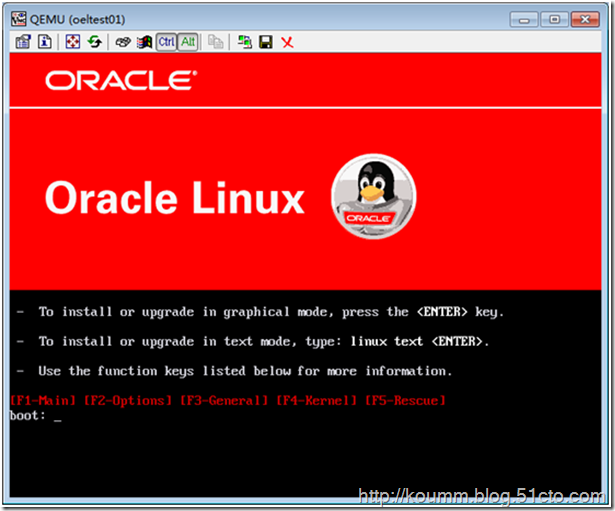 QEMU (oeltest01)
Ctrl Alt
ORACLE®
Oracle Linux
ORACLE
- To install or upgrade in graphical mode, press the <ENTER> key.
- To install or upgrade in text mode, type: linux text <ENTER>.
- Use the function keys listed below for more information.
[F1-Main] [F2-Options] [F3-General] [F4-Kernel] [F5-Rescue]
boot: _
http://koumm.blog.51cto.com